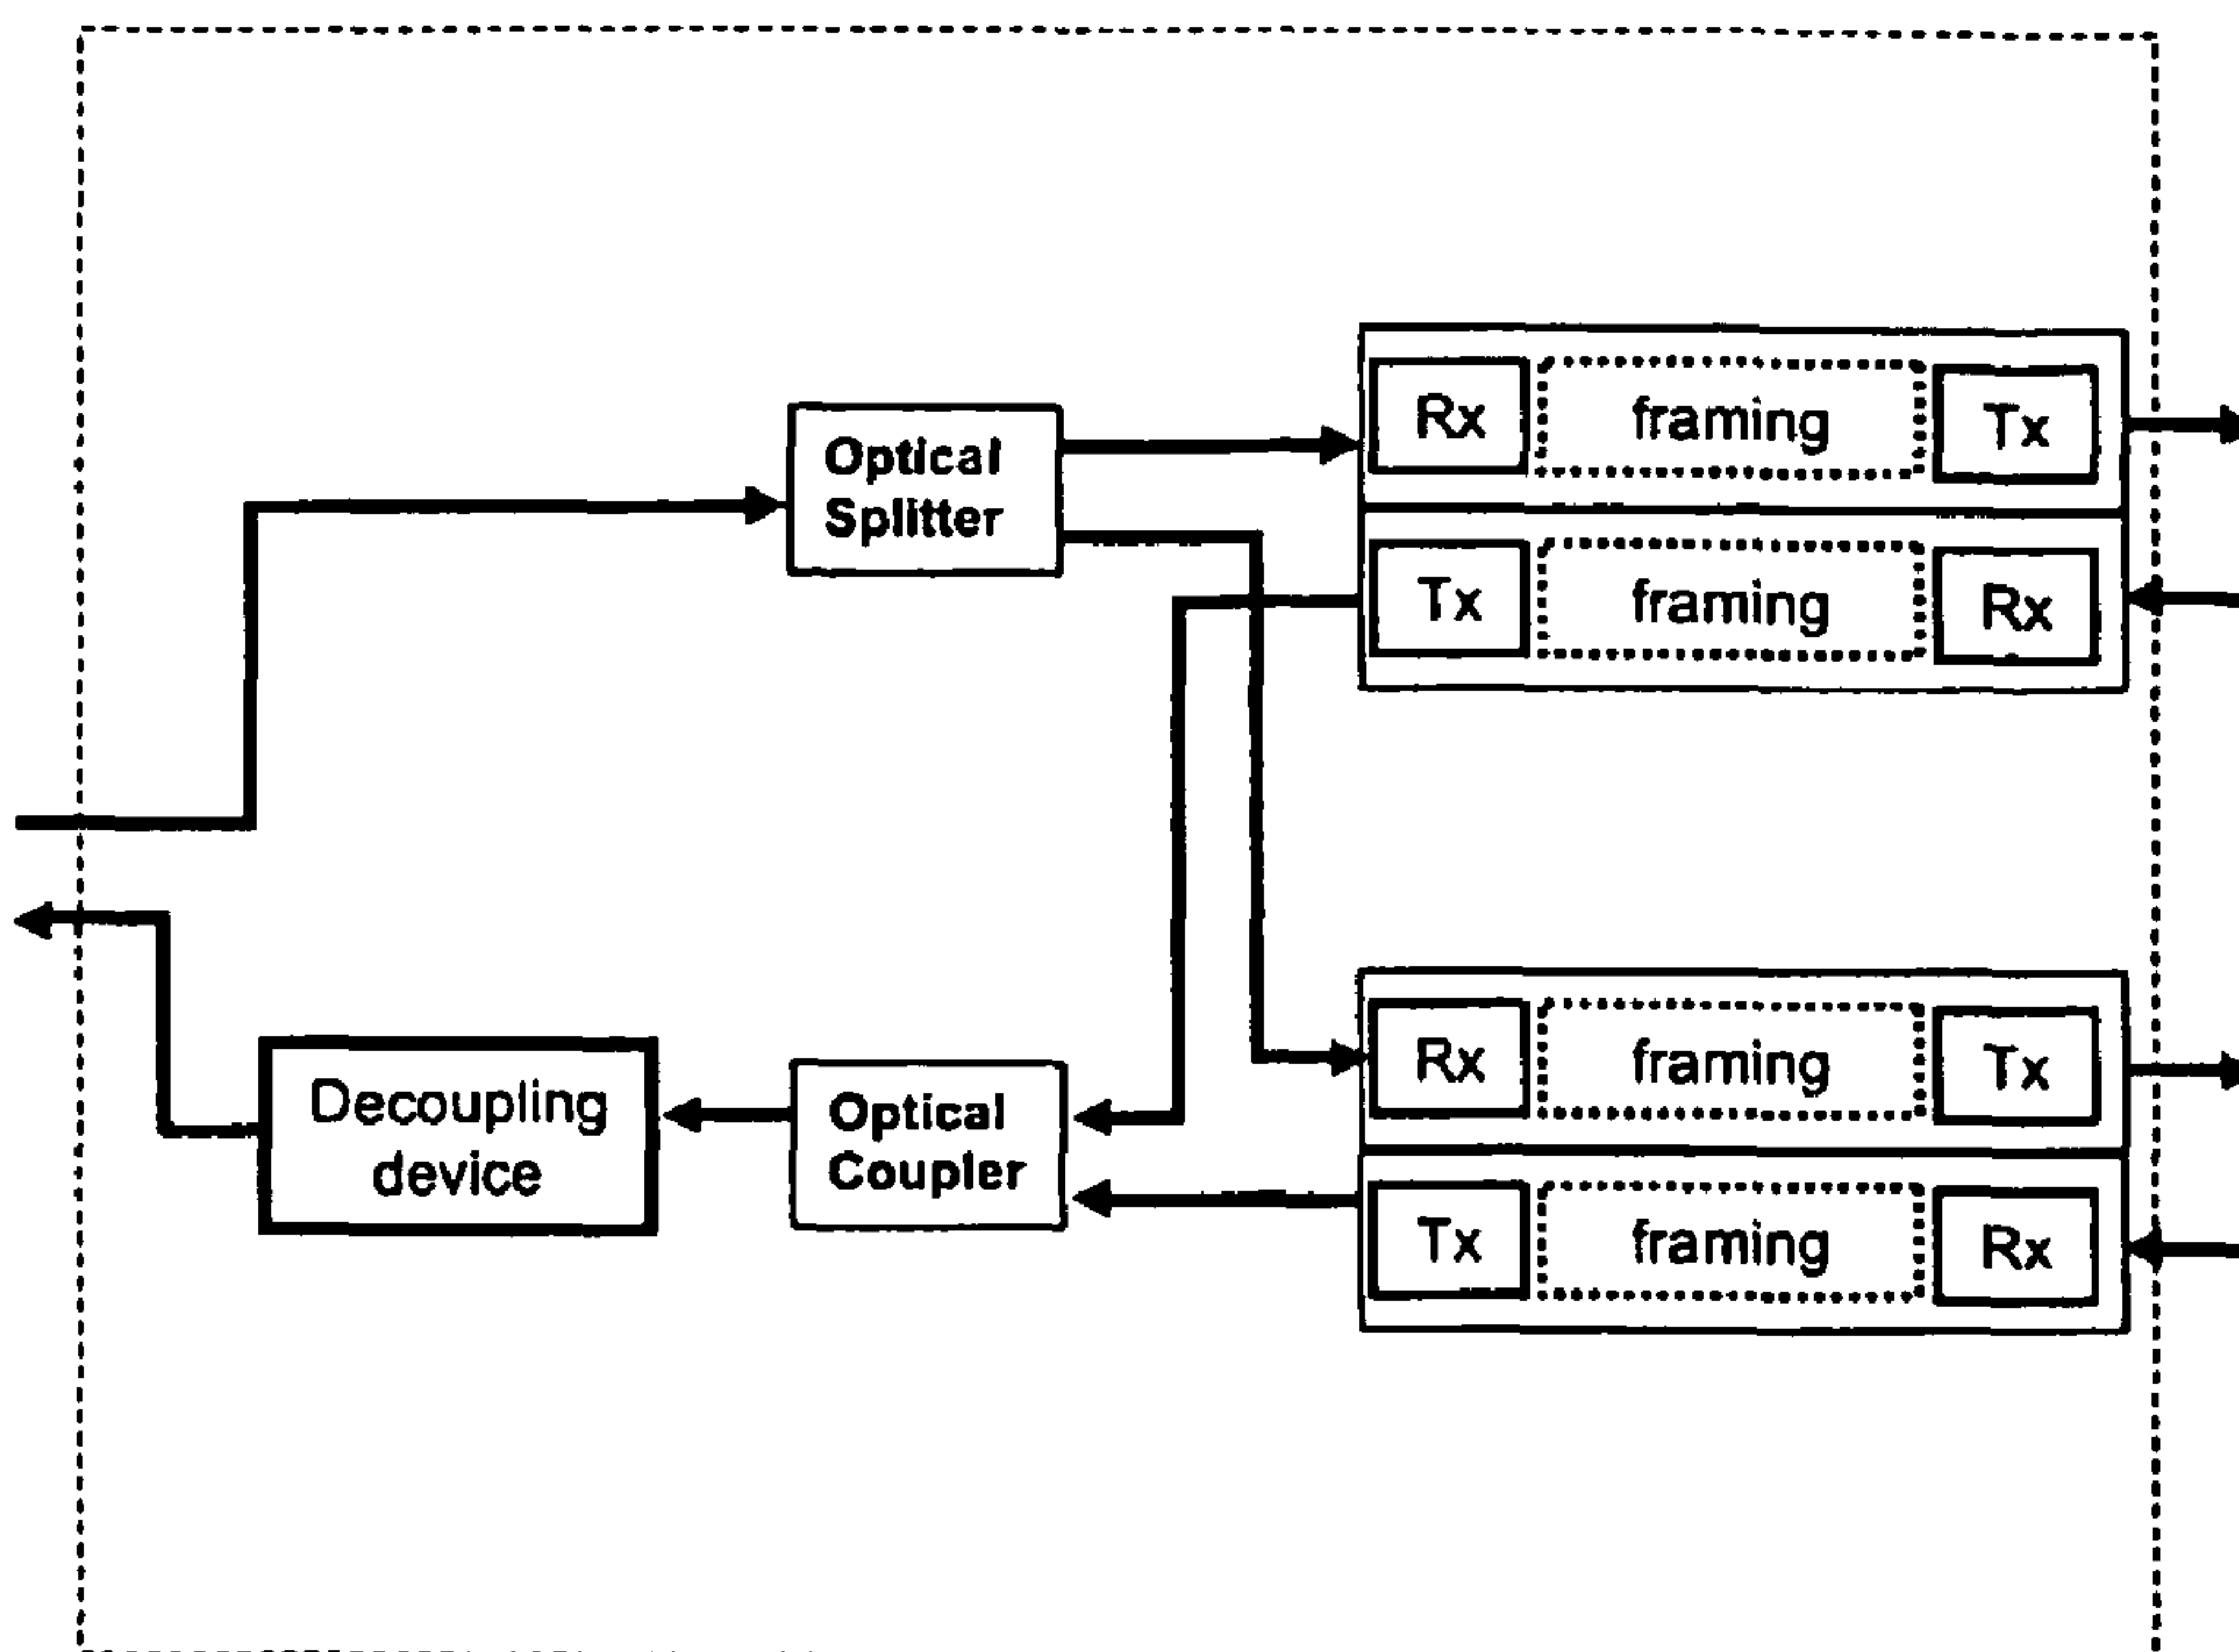 Rx framing Tx
Optical
Splitter
Tx framing Rx
Rx framing Tx
Decoupling
device
Optical
Coupler
Tx framing Rx